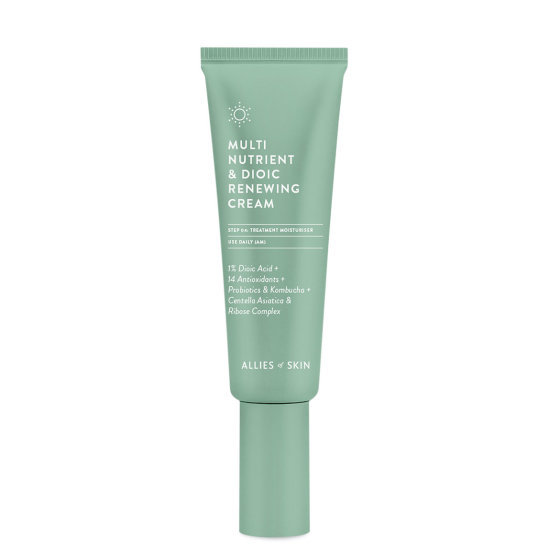 MULTI
NUTRIENT
& DIOIC
RENEWING
CREAM
STEP 04: TREATMENT MOISTURISER
USE DAILY (AM)
1% Dioic Acid +
14 Antioxidants +
Probiotics & Kombucha +
Centella Asiatica &
Ribose Complex
ALLIES of SKIN